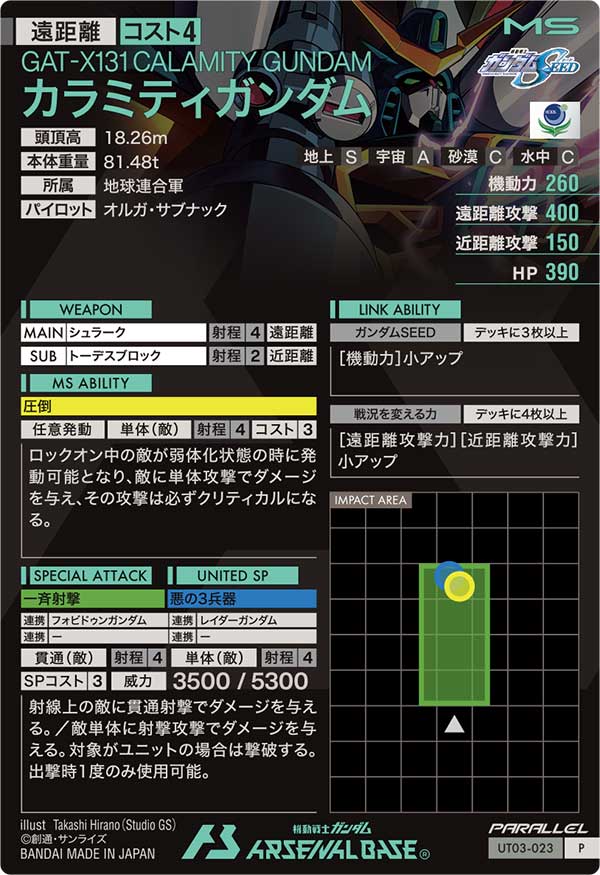 遠距離 コスト4
MS
GAT-X131 CALAMITY GUNDAM
カラミティガンダム
機動戦士ガンダムSEED
頭頂高 18.26m
本体重量 81.48t
所属 地球連合軍
パイロット オルガ・サブナック
地上 S 宇宙 A 砂漠 C 水中 C
機動力 260
遠距離攻撃 400
近距離攻撃 150
HP 390
WEAPON
MAIN シュラーク 射程 4 遠距離
SUB トーデスブロック 射程 2 近距離
MS ABILITY
圧倒
任意発動 単体(敵) 射程 4 コスト 3
ロックオン中の敵が弱体化状態の時に発
動可能となり、敵に単体攻撃でダメージ
を与え、その攻撃は必ずクリティカルにな
る。
LINK ABILITY
ガンダムSEED デッキに3枚以上
[機動力]小アップ
戦況を変える力 デッキに4枚以上
[遠距離攻撃力][近距離攻撃力]
小アップ
IMPACT AREA
SPECIAL ATTACK UNITED SP
一斉射撃 悪の3兵器
連携 フォビドゥンガンダム 連携 レイダーガンダム
連携 ー 連携 ー
貫通(敵) 射程 4 単体(敵) 射程 4
SPコスト 3 威力 3500 / 5300
射線上の敵に貫通射撃でダメージを与え
る。/敵単体に射撃攻撃でダメージを与
える。対象がユニットの場合は撃破する。
出撃時1度のみ使用可能。
illust Takashi Hirano(Studio GS)
©創通・サンライズ
BANDAI MADE IN JAPAN
機動戦士ガンダム
ARSENAL BASE®
PARALLEL
UT03-023 P